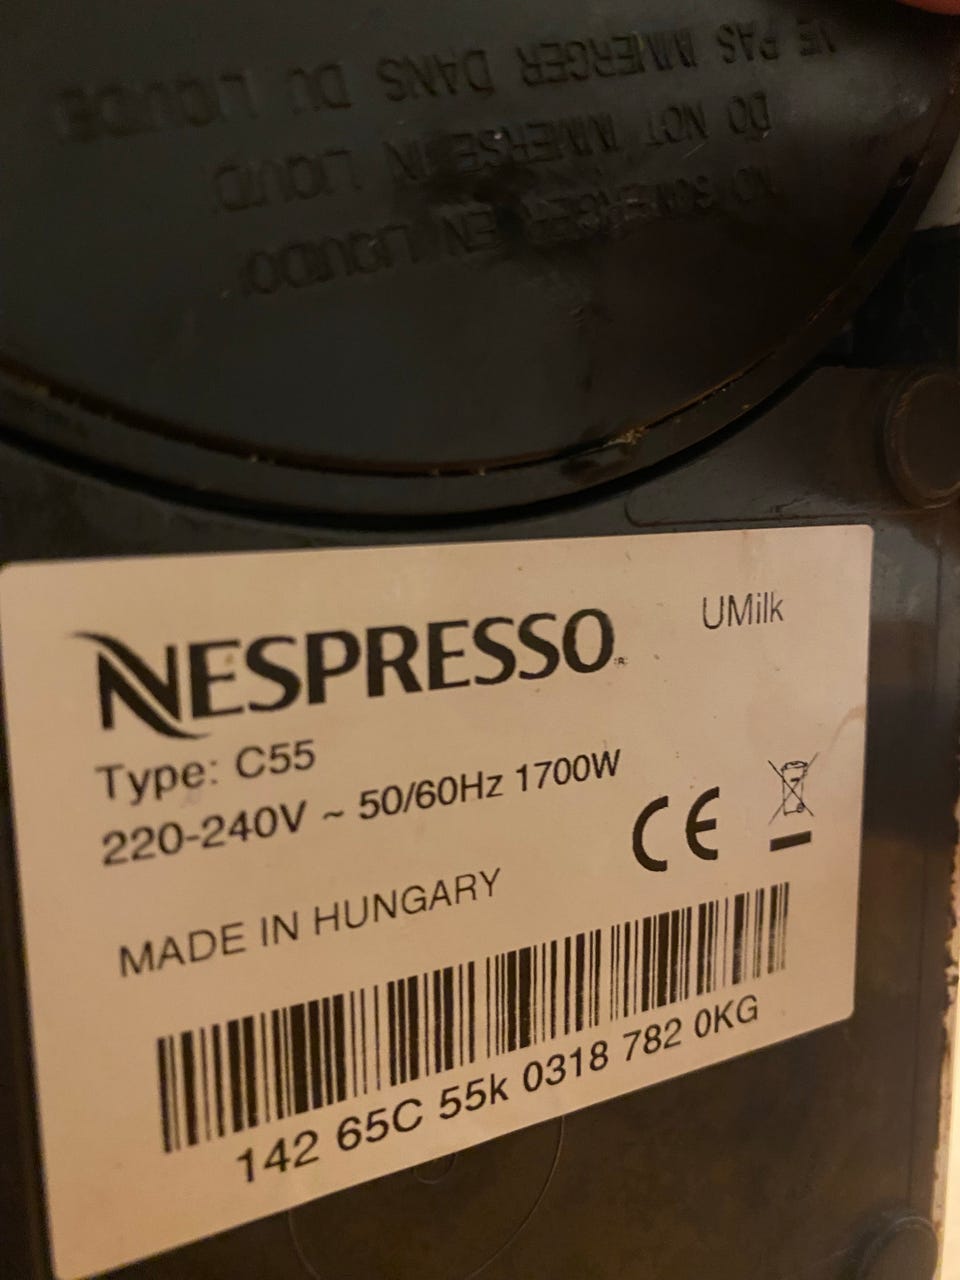 NE PAS IMMERGER DANS DU LIQUIDE!
DO NOT IMMERSE IN LIQUID!
NO SUMERGER EN LIQUIDO!
NESPRESSO®
UMilk
Type: C55
220-240V ~ 50/60Hz 1700W
CE
MADE IN HUNGARY
142 65C 55k 0318 782 0KG